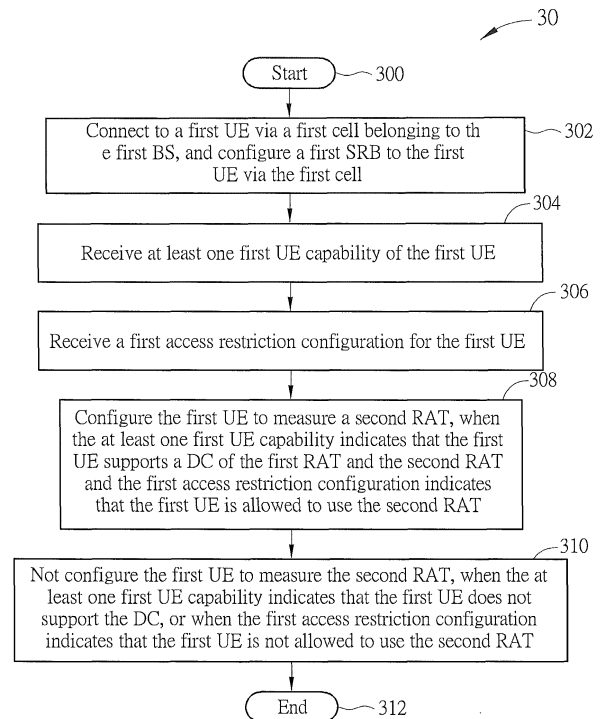 30
Start
300
Connect to a first UE via a first cell belonging to th
e first BS, and configure a first SRB to the first
UE via the first cell
302
304
Receive at least one first UE capability of the first UE
306
Receive a first access restriction configuration for the first UE
308
Configure the first UE to measure a second RAT, when
the at least one first UE capability indicates that the first
UE supports a DC of the first RAT and the second RAT
and the first access restriction configuration indicates
that the first UE is allowed to use the second RAT
310
Not configure the first UE to measure the second RAT, when the at
least one first UE capability indicates that the first UE does not
support the DC, or when the first access restriction configuration
indicates that the first UE is not allowed to use the second RAT
End
312